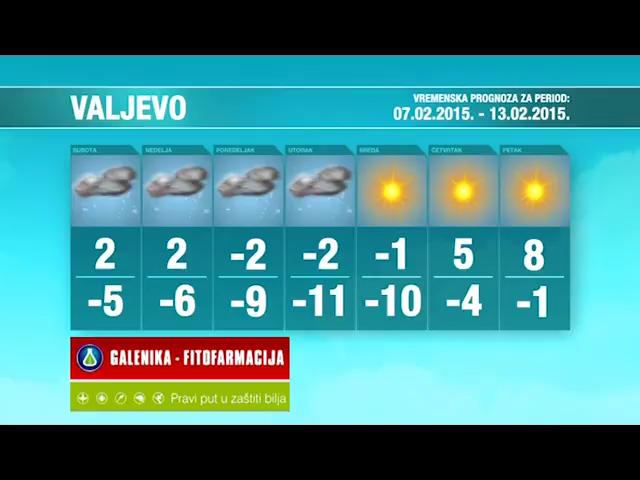 VALJEVO
VREMENSKA PROGNOZA ZA PERIOD:
07.02.2015. - 13.02.2015.
SUBOTA NEDELJA PONEDELJAK UTORAK SREDA ČETVRTAK PETAK
2 2 -2 -2 -1 5 8
-5 -6 -9 -11 -10 -4 -1
GALENIKA - FITOFARMACIJA
Pravi put u zaštiti bilja